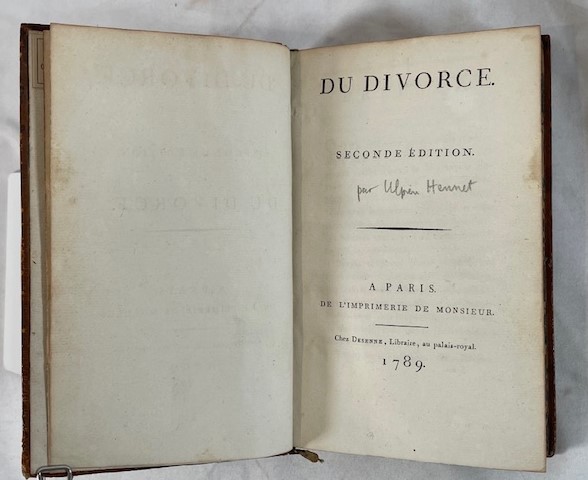 DU DIVORCE.
SECONDE ÉDITION.
par Ulpien Hennet
A PARIS.
DE L'IMPRIMERIE DE MONSIEUR.
Chez DESENNE, Libraire, au palais-royal.
1789.